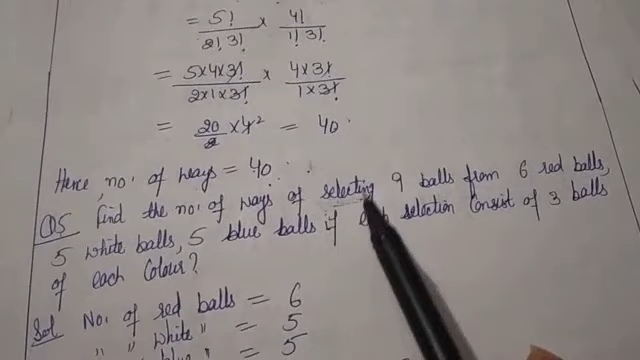 = 5! / 2! 3! × 4! / 1! 3!
= 5×4×3! / 2×1×3! × 4×3! / 1×3!
= 20/2 ×4 2 = 40
Hence, no. of ways = 40
Q5 Find the no. of ways of selecting 9 balls from 6 red balls,
5 white balls, 5 blue balls if selection consist of 3 balls
of each colour?
Sol No. of red balls = 6
" " white " = 5
" blue " = 5